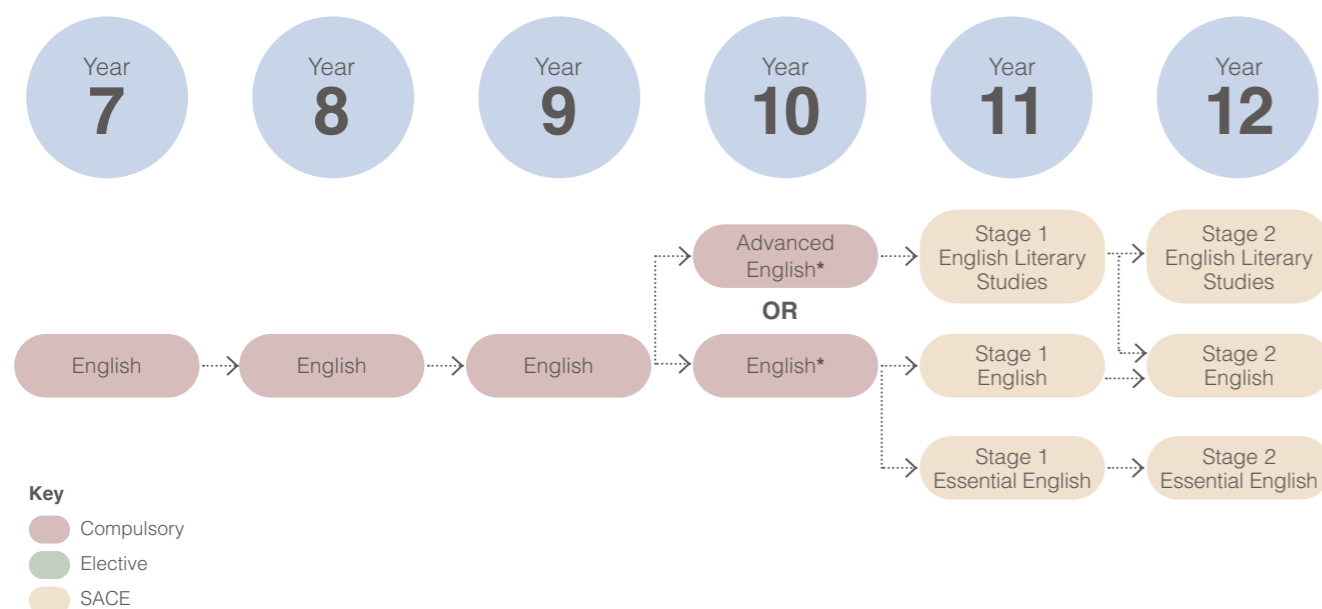 Year
7
Year
8
Year
9
Year
10
Year
11
Year
12
Advanced
English*
Stage 1
English Literary
Studies
Stage 2
English Literary
Studies
OR
English
English
English
English*
Stage 1
English
Stage 2
English
Stage 1
Essential English
Stage 2
Essential English
Key
Compulsory
Elective
SACE